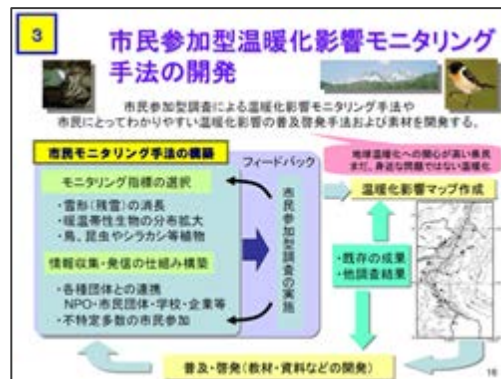 3
市民参加型温暖化影響モニタリング
手法の開発
市民参加型調査による温暖化影響モニタリング手法や
市民にとってわかりやすい温暖化影響の普及啓発手法および素材を開発する。
市民モニタリング手法の構築
モニタリング指標の選択
・雪形(残雪)の消長
・暖温帯性生物の分布拡大
・鳥、昆虫やシラカシ等植物
情報収集・発信の仕組み構築
・各種団体との連携
NPO・市民団体・学校・企業等
・不特定多数の市民参加
フィードバック
市民参加型調査の実施
地球温暖化への関心が高い県民
まだ、身近な問題ではない温暖化
温暖化影響マップ作成
・既存の成果
・他調査結果
普及・啓発(教材・資料などの開発)
16